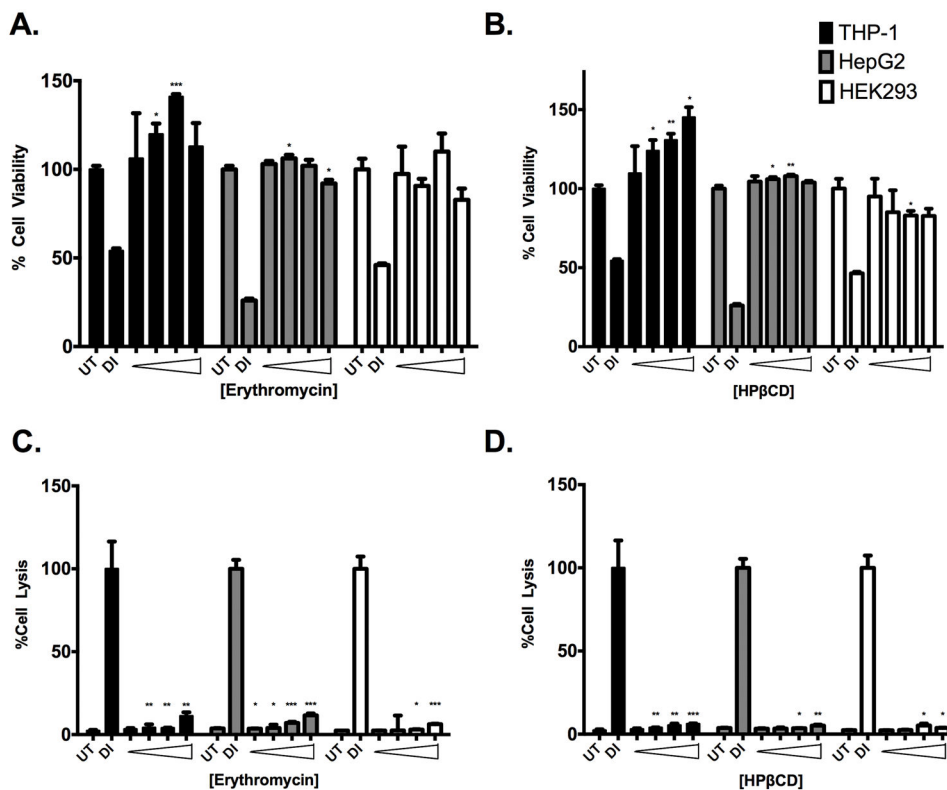 A.
B.
THP-1
HepG2
HEK293
% Cell Viability
150
100
50
0
* *** * *
UT DI UT DI UT DI
[Erythromycin]
% Cell Viabillity
150
100
50
0
* ** * * ** *
UT DI UT DI UT DI
[HPβCD]
C.
D.
%Cell Lysis
150
100
50
0
** ** ** * * *** *** * ***
UT DI UT DI UT DI
[Erythromycin]
%Cell Lysis
150
100
50
0
** ** *** * ** * *
UT DI UT DI UT DI
[HPβCD]